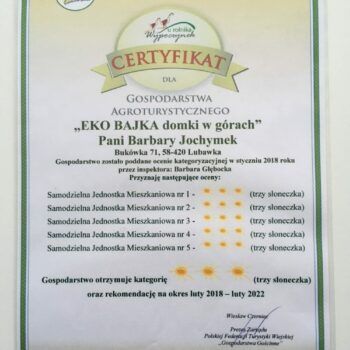 u rolnika
Wypoczynek
CERTYFIKAT
DLA
GOSPODARSTWA
AGROTURYSTYCZNEGO
„EKO BAJKA domki w górach”
Pani Barbary Jochymek
Bukówka 71, 58-420 Lubawka
Gospodarstwo zostało poddane ocenie kategoryzacyjnej w styczniu 2018 roku
przez inspektora: Barbara Głębocka
Przyznaję następujące oceny:
Samodzielna Jednostka Mieszkaniowa nr 1 - (trzy słoneczka)
Samodzielna Jednostka Mieszkaniowa nr 2 - (trzy słoneczka)
Samodzielna Jednostka Mieszkaniowa nr 3 - (trzy słoneczka)
Samodzielna Jednostka Mieszkaniowa nr 4 - (trzy słoneczka)
Samodzielna Jednostka Mieszkaniowa nr 5 - (trzy słoneczka)
Gospodarstwo otrzymuje kategorię (trzy słoneczka)
oraz rekomendację na okres luty 2018 – luty 2022
Wiesław Czerniec
Prezes Zarządu
Polskiej Federacji Turystyki Wiejskiej
„Gospodarstwa Gościnne”